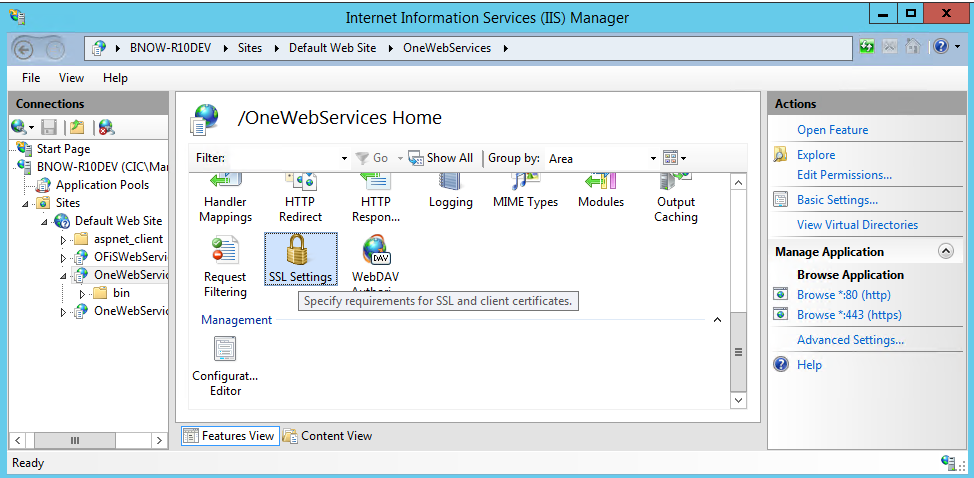 Internet Information Services (IIS) Manager
BNOW-R10DEV Sites Default Web Site OneWebServices
File View Help
Connections
Start Page
BNOW-R10DEV (CIC\Mar
Application Pools
Sites
Default Web Site
aspnet_client
OFiSWebServi
OneWebServic
bin
OneWebServic
/OneWebServices Home
Filter: Go Show All Group by: Area
Handler
Mappings
HTTP
Redirect
HTTP
Respon...
Logging
MIME Types
Modules
Output
Caching
Request
Filtering
SSL Settings
WebDAV
Specify requirements for SSL and client certificates.
Management
Configurat...
Editor
Features View Content View
Actions
Open Feature
Explore
Edit Permissions...
Basic Settings...
View Virtual Directories
Manage Application
Browse Application
Browse *:80 (http)
Browse *:443 (https)
Advanced Settings...
Help
Ready